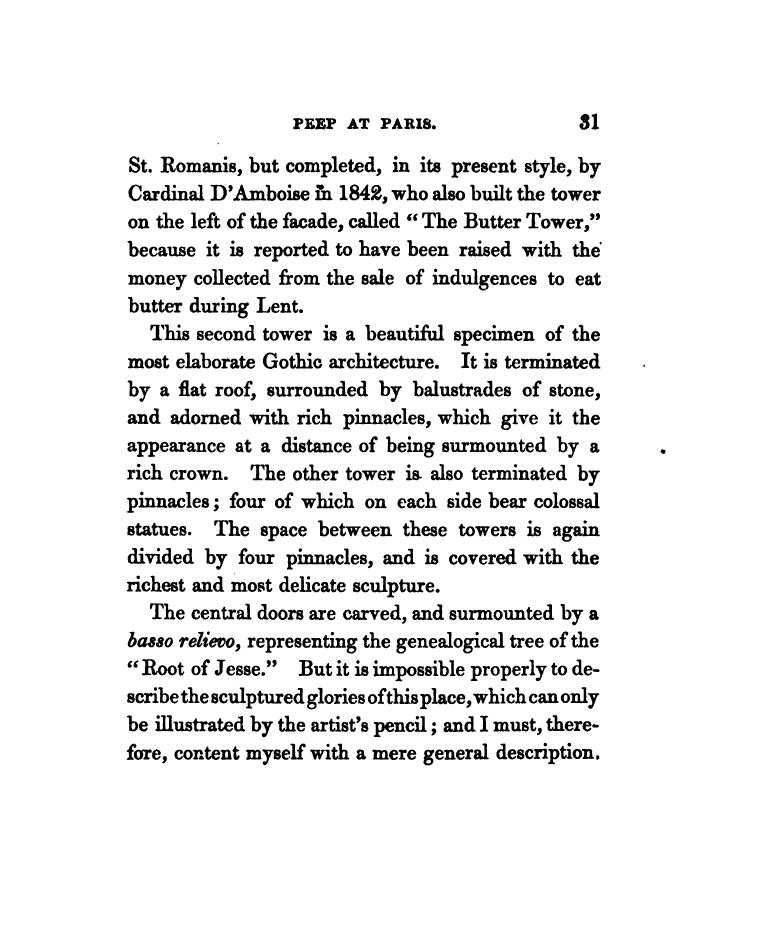 PEEP AT PARIS. 31
St. Romanis, but completed, in its present style, by
Cardinal D'Amboise in 1842, who also built the tower
on the left of the facade, called "The Butter Tower,"
because it is reported to have been raised with the
money collected from the sale of indulgences to eat
butter during Lent.
This second tower is a beautiful specimen of the
most elaborate Gothic architecture. It is terminated
by a flat roof, surrounded by balustrades of stone,
and adorned with rich pinnacles, which give it the
appearance at a distance of being surmounted by a
rich crown. The other tower is also terminated by
pinnacles; four of which on each side bear colossal
statues. The space between these towers is again
divided by four pinnacles, and is covered with the
richest and most delicate sculpture.
The central doors are carved, and surmounted by a
basso relievo, representing the genealogical tree of the
"Root of Jesse." But it is impossible properly to de-
scribe the sculptured glories of this place, which can only
be illustrated by the artist's pencil; and I must, there-
fore, content myself with a mere general description.